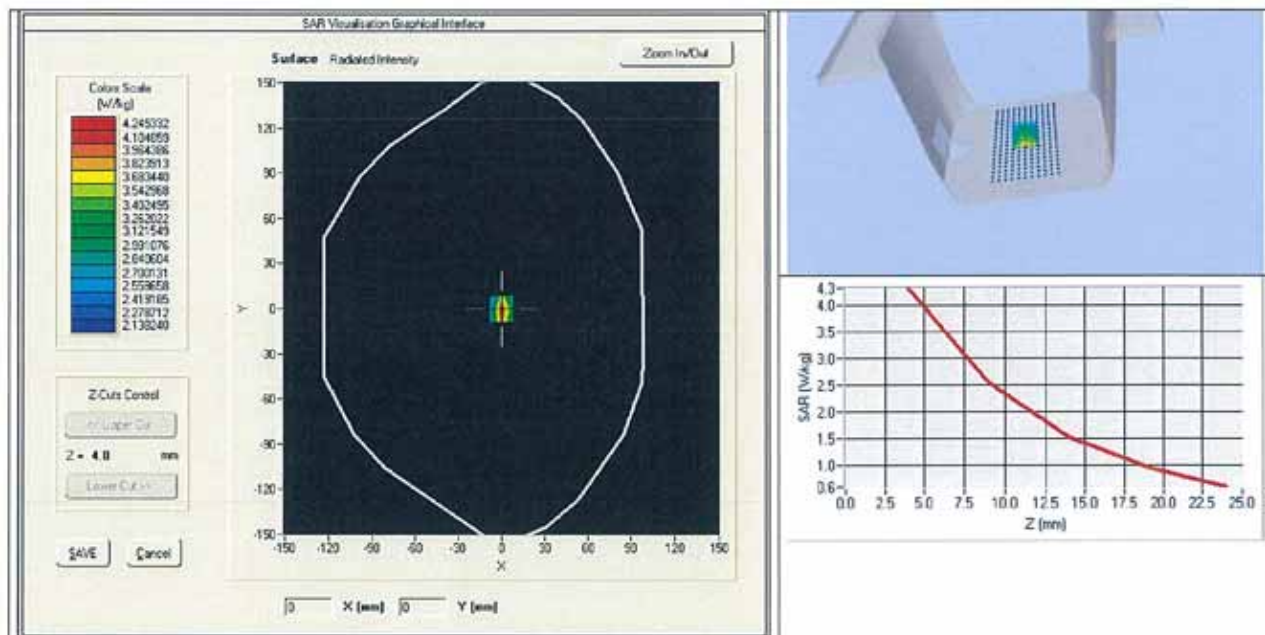 SAR Visualisation Graphical Interface
Surface Radiated Intensity
Zoom In/Out
Colors Scale
(W/kg)
4.245332
4.104859
3.964386
3.823913
3.683440
3.542968
3.402495
3.262022
3.121549
2.981076
2.840604
2.700131
2.559658
2.419185
2.278712
2.138240
Z-Cuts Control
<< Upper Cut
Z = 4.0 mm
Lower Cut >>
SAVE Cancel
Y
150
120
90
60
30
0
-30
-60
-90
-120
-150
-150 -120 -90 -60 -30 0 30 60 90 120 150
X
0 X (mm) 0 Y (mm)
SAR (W/kg)
4.3
4.0
3.5
3.0
2.5
2.0
1.5
1.0
0.6
0.0 2.5 5.0 7.5 10.0 12.5 15.0 17.5 20.0 22.5 25.0
Z (mm)